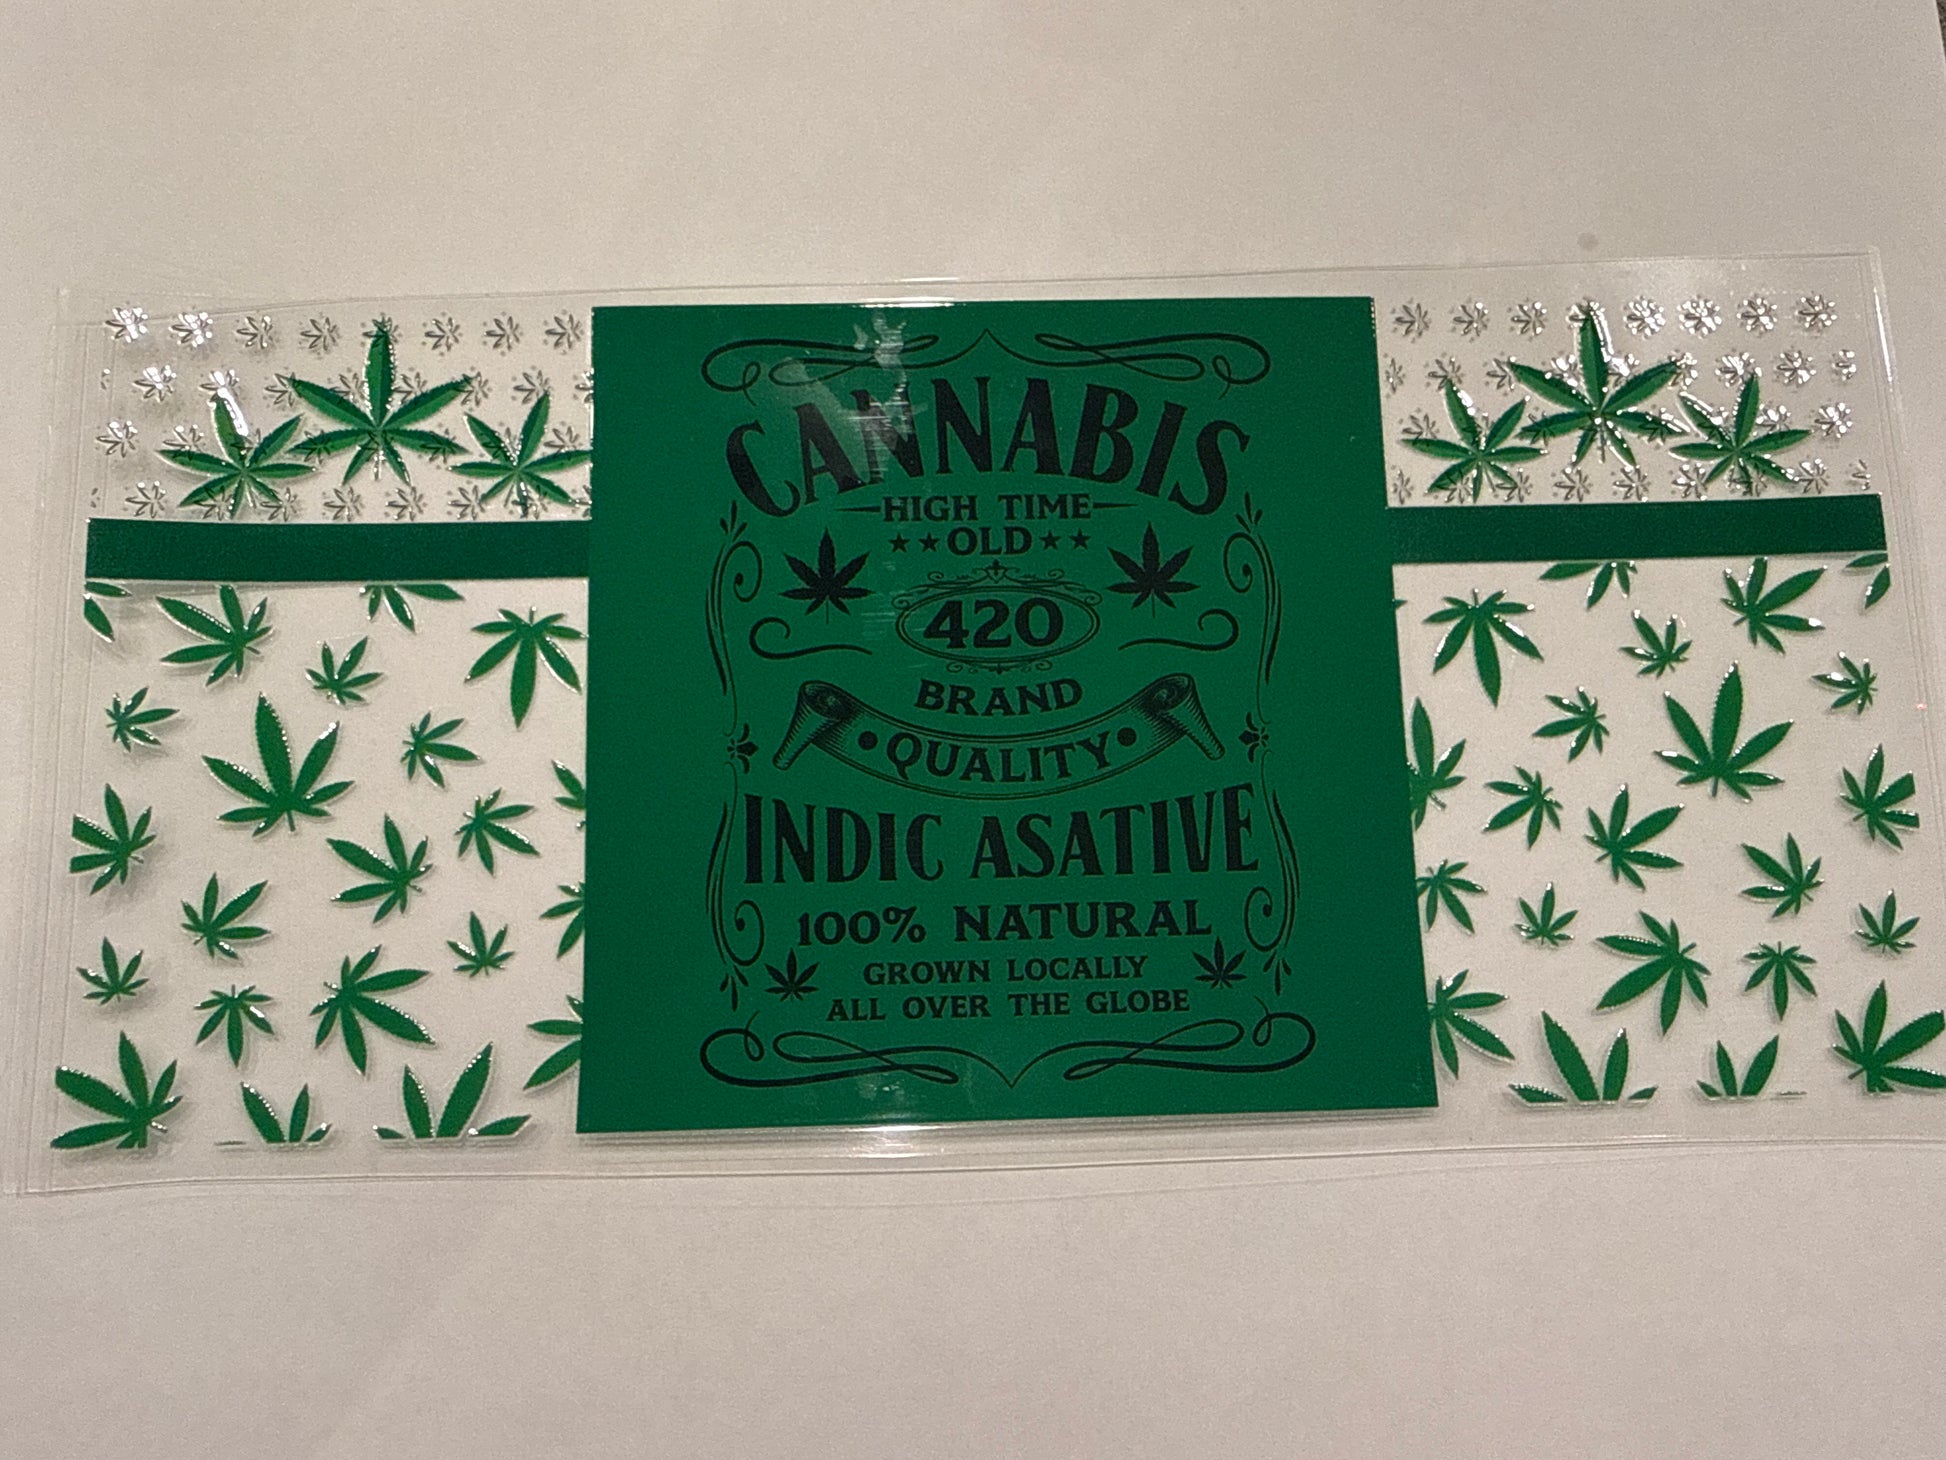 CANNABIS
HIGH TIME
OLD
420
BRAND
QUALITY
INDIC ASATIVE
100% NATURAL
GROWN LOCALLY
ALL OVER THE GLOBE